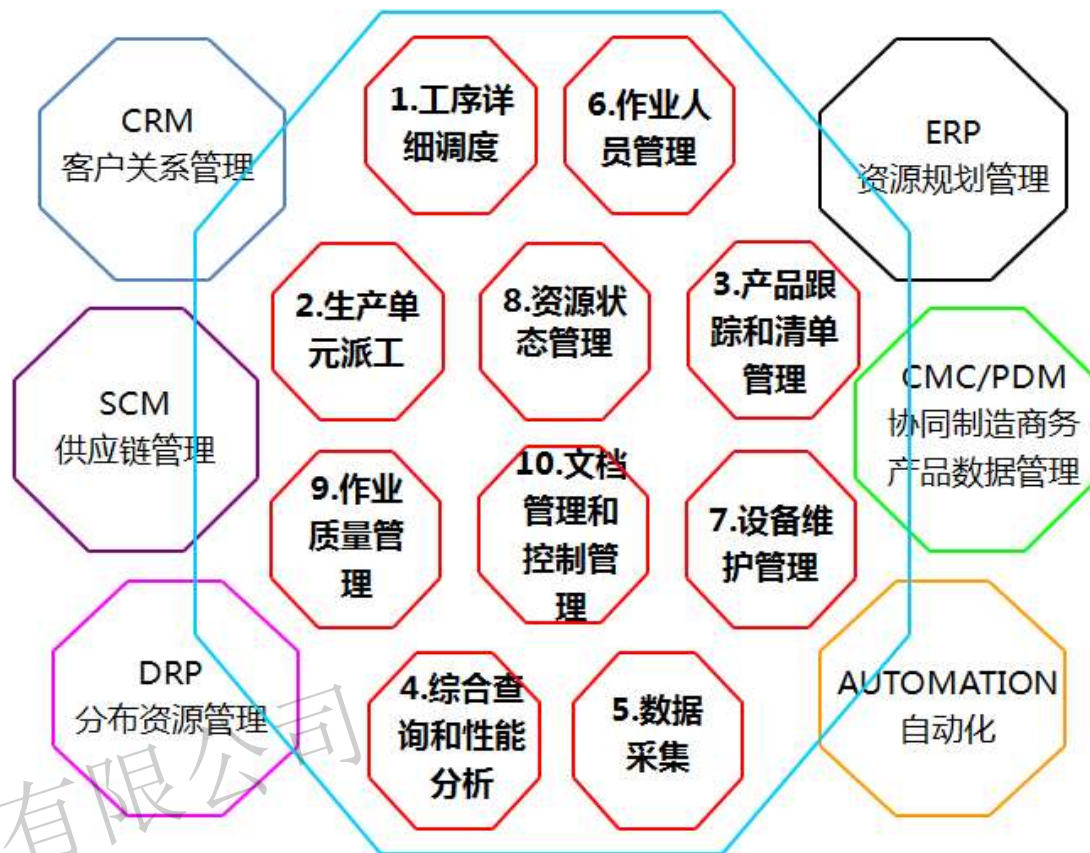 1.工序详
细调度
6.作业人
员管理
CRM
客户关系管理
ERP
资源规划管理
2.生产单
元派工
8.资源状
态管理
3.产品跟
踪和清单
管理
SCM
供应链管理
CMC/PDM
协同制造商务
产品数据管理
9.作业
质量管
理
10.文档
管理和
控制管
理
7.设备维
护管理
DRP
分布资源管理
4.综合查
询和性能
分析
5.数据
采集
AUTOMATION
自动化
有限公司